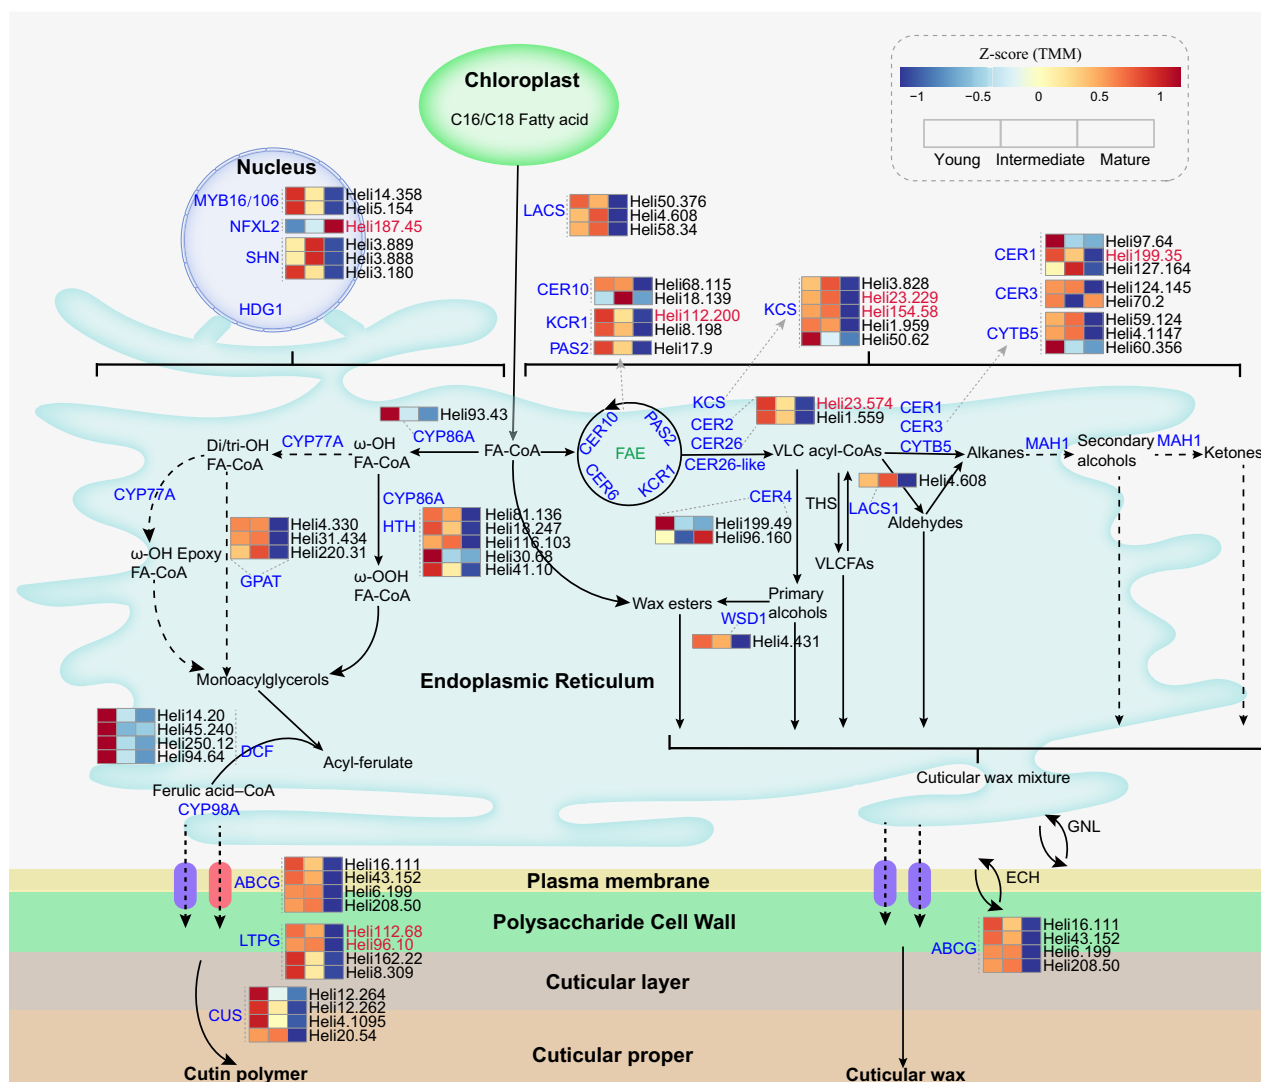 Z-score (TMM)
−1 −0.5 0 0.5 1
Young Intermediate Mature
Chloroplast
C16/C18 Fatty acid
Nucleus
MYB16/106
Heli14.358
Heli5.154
NFXL2
Heli187.45
SHN
Heli3.889
Heli3.888
Heli3.180
HDG1
LACS
Heli50.376
Heli4.608
Heli58.34
CER10
Heli68.115
Heli18.139
KCR1
Heli112.200
Heli8.198
PAS2
Heli17.9
KCS
Heli3.828
Heli23.229
Heli154.58
Heli1.959
Heli50.62
CER1
Heli97.64
Heli199.35
Heli127.164
CER3
Heli124.145
Heli70.2
CYTB5
Heli59.124
Heli4.1147
Heli60.356
Heli93.43
CYP86A
Di/tri-OH
FA-CoA
CYP77A
ω-OH
FA-CoA
FA-CoA
CER10
PAS2
FAE
CER6
KCR1
KCS
CER2
CER26
CER26-like
Heli23.574
Heli1.559
VLC acyl-CoAs
CER1
CER3
CYTB5
Alkanes
MAH1
Secondary
alcohols
MAH1
Ketones
CYP77A
CYP86A
HTH
Heli81.136
Heli18.247
Heli116.103
Heli30.68
Heli41.10
Heli4.330
Heli31.434
Heli220.31
GPAT
ω-OH Epoxy
FA-CoA
ω-OOH
FA-CoA
CER4
Heli199.49
Heli96.160
THS
LACS1
Heli4.608
Aldehydes
VLCFAs
Wax esters
Primary
alcohols
WSD1
Heli4.431
Monoacylglycerols
Endoplasmic Reticulum
Heli14.20
Heli45.240
Heli250.12
Heli94.64
DCF
Acyl-ferulate
Ferulic acid–CoA
CYP98A
Cuticular wax mixture
GNL
ECH
ABCG
Heli16.111
Heli43.152
Heli6.199
Heli208.50
Plasma membrane
Polysaccharide Cell Wall
LTPG
Heli112.68
Heli96.10
Heli162.22
Heli8.309
ABCG
Heli16.111
Heli43.152
Heli6.199
Heli208.50
Cuticular layer
CUS
Heli12.264
Heli12.262
Heli4.1095
Heli20.54
Cuticular proper
Cutin polymer
Cuticular wax